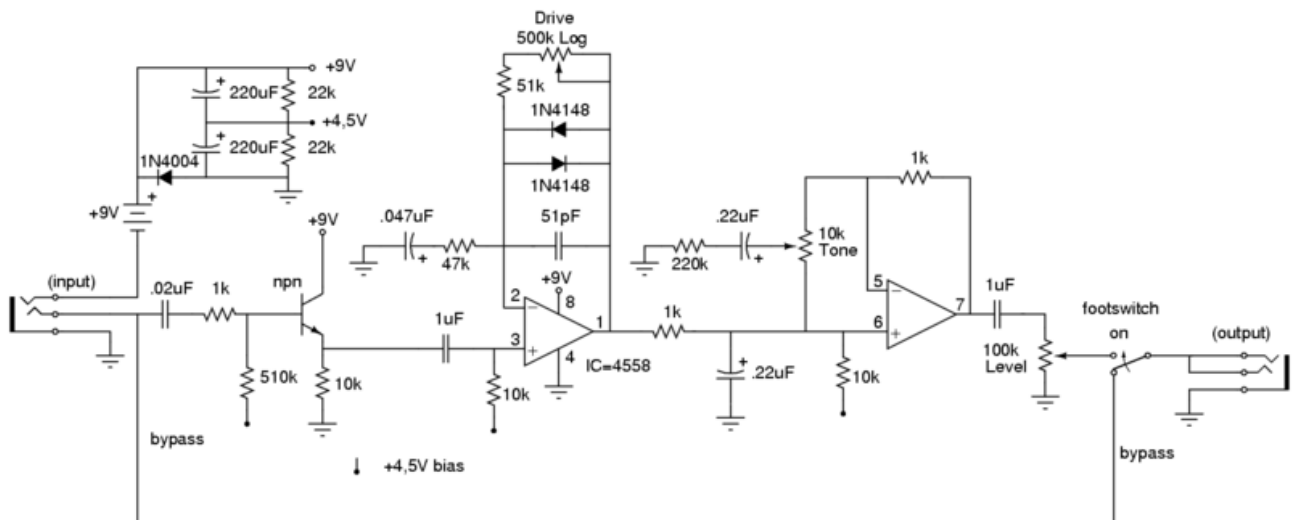 Drive
500k Log
+9V
+
220uF
22k
51k
+4,5V
1N4148
+
220uF
22k
1N4004
1N4148
1k
+
+9V
+9V
.047uF
51pF
.22uF
10k
Tone
+
47k
220k
+
(input)
.02uF
1k
npn
+9V
2
8
5
7
1uF
footswitch
on
(output)
1uF
3
1
4
1k
6
IC=4558
100k
Level
510k
10k
10k
+
.22uF
10k
bypass
+4,5V bias
bypass